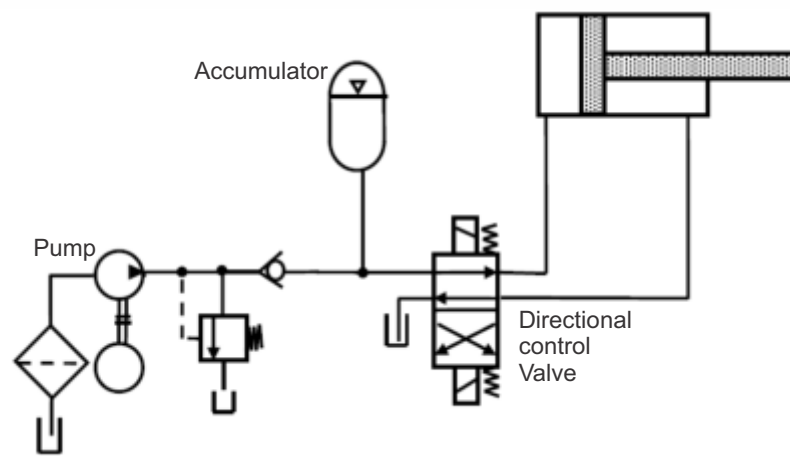 Accumulator
Pump
Directional
control
Valve